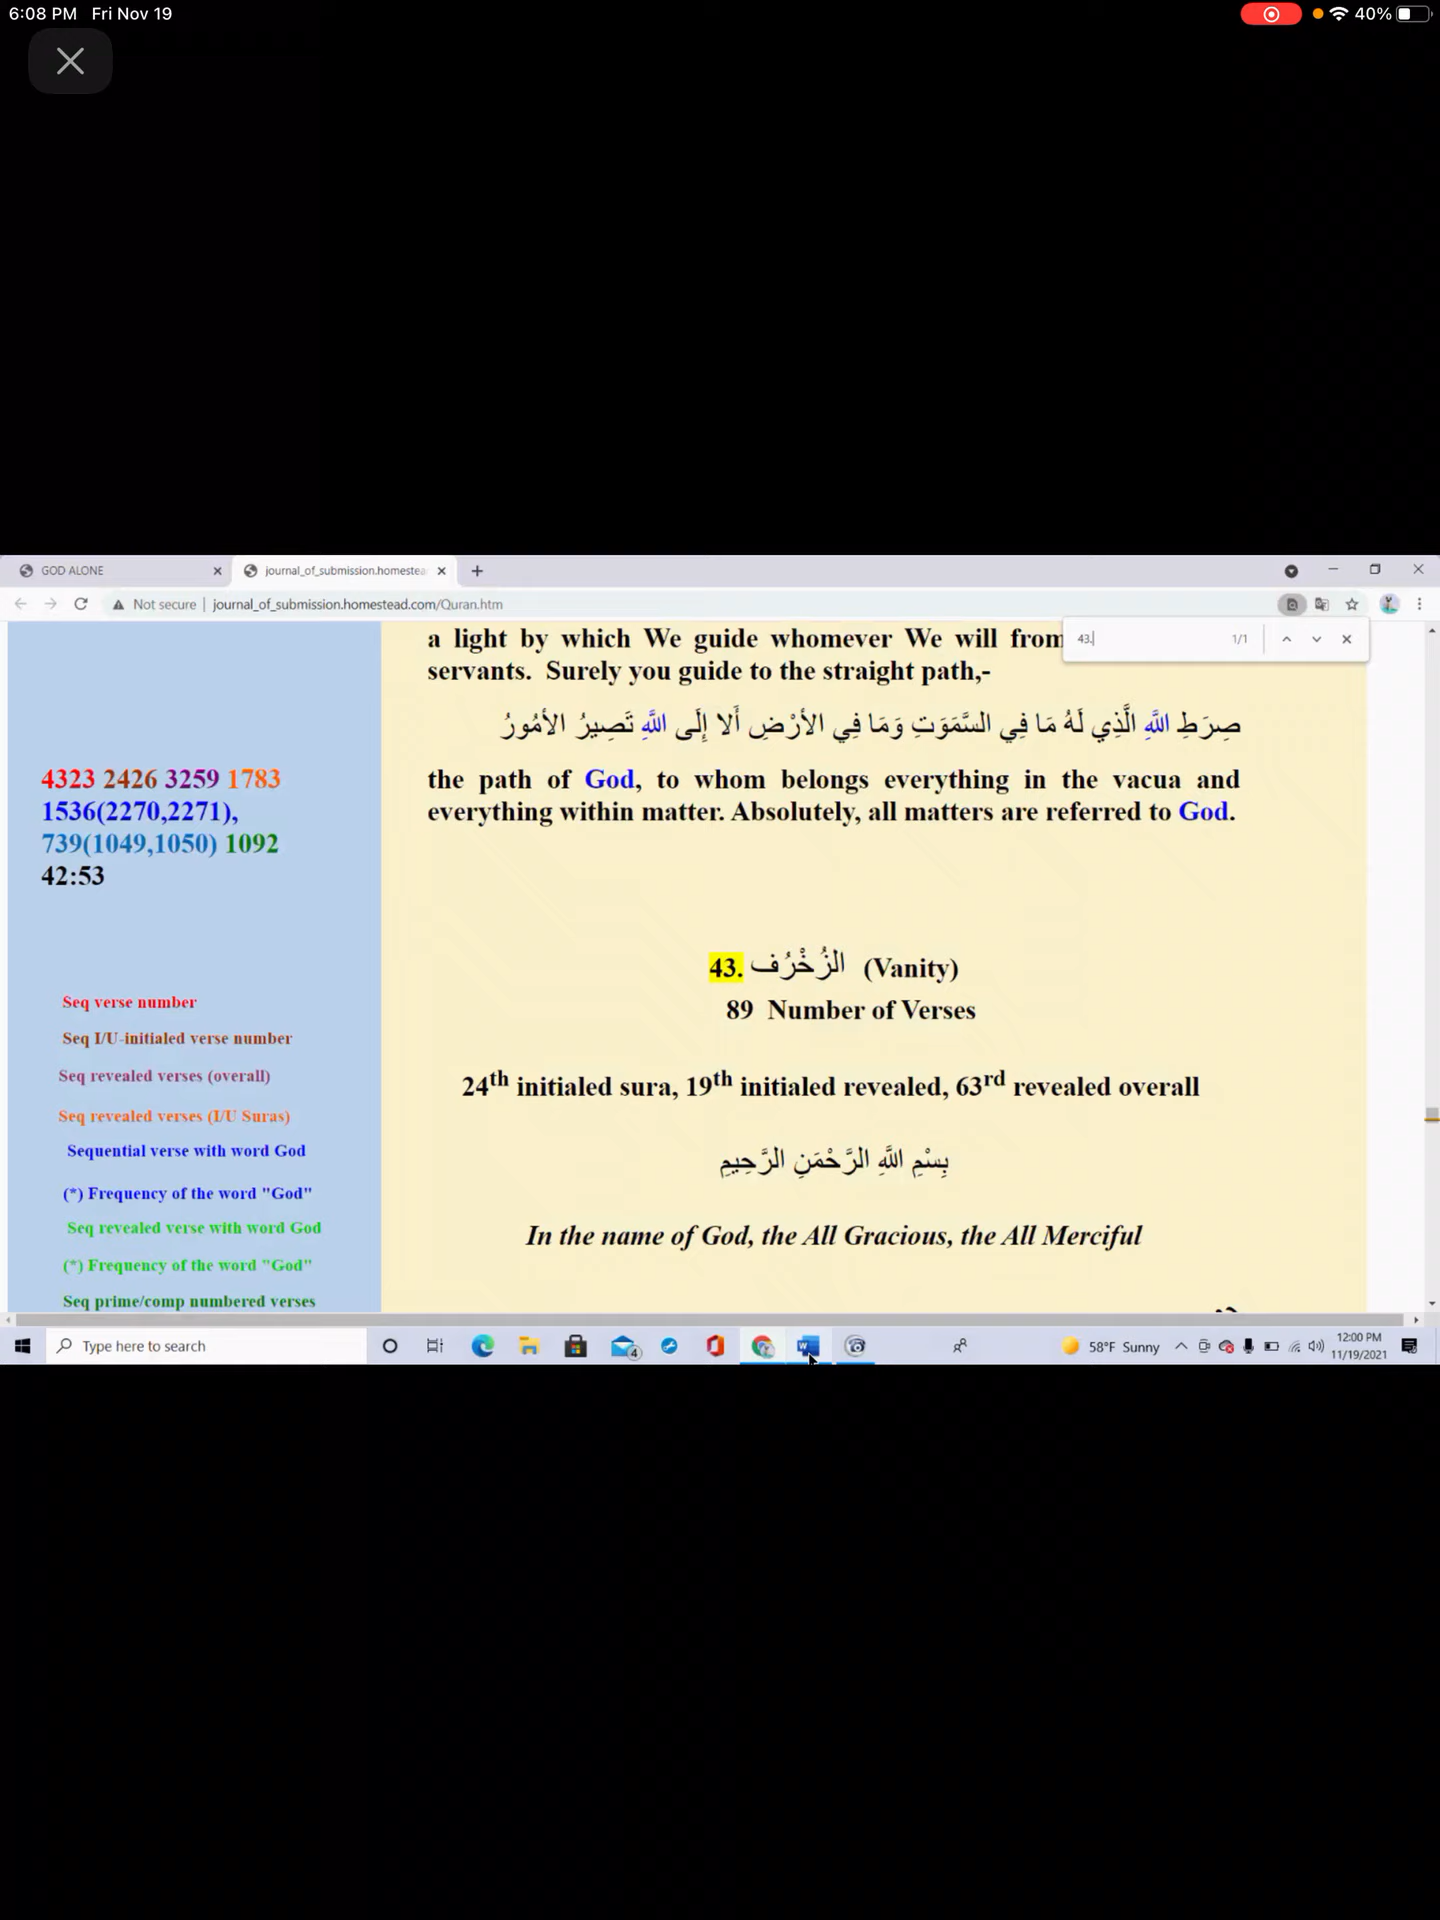 6:08 PM Fri Nov 19
40%
GOD ALONE
journal_of_submission.homestea
Not secure | journal_of_submission.homestead.com/Quran.htm
43.
1/1
a light by which We guide whomever We will from
servants. Surely you guide to the straight path,-
صِرَطِ اللَّهِ الَّذِي لَهُ مَا فِي السَّمَوَتِ وَمَا فِي الأَرْضِ أَلا إِلَى اللَّهِ تَصِيرُ الأمُورُ
the path of God, to whom belongs everything in the vacua and
everything within matter. Absolutely, all matters are referred to God.
4323 2426 3259 1783
1536(2270,2271),
739(1049,1050) 1092
42:53
43. الزُخْرُف (Vanity)
89 Number of Verses
24th initialed sura, 19th initialed revealed, 63rd revealed overall
بِسْمِ اللَّهِ الرَّحْمَنِ الرَّحِيمِ
In the name of God, the All Gracious, the All Merciful
Seq verse number
Seq I/U-initialed verse number
Seq revealed verses (overall)
Seq revealed verses (I/U Suras)
Sequential verse with word God
(*) Frequency of the word "God"
Seq revealed verse with word God
(*) Frequency of the word "God"
Seq prime/comp numbered verses
Type here to search
4
58°F Sunny
12:00 PM
11/19/2021